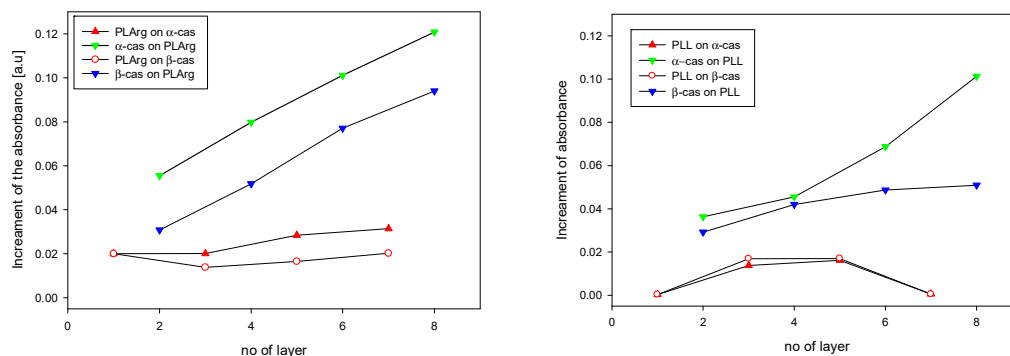 Increament of the absorbance [a.u]
0.12
0.10
0.08
0.06
0.04
0.02
0.00
PLArg on α-cas
α-cas on PLArg
PLArg on β-cas
β-cas on PLArg
0
2
4
6
8
no of layer
Increament of absorbance
0.12
0.10
0.08
0.06
0.04
0.02
0.00
PLL on α-cas
α–cas on PLL
PLL on β-cas
β-cas on PLL
0
2
4
6
8
no of layer